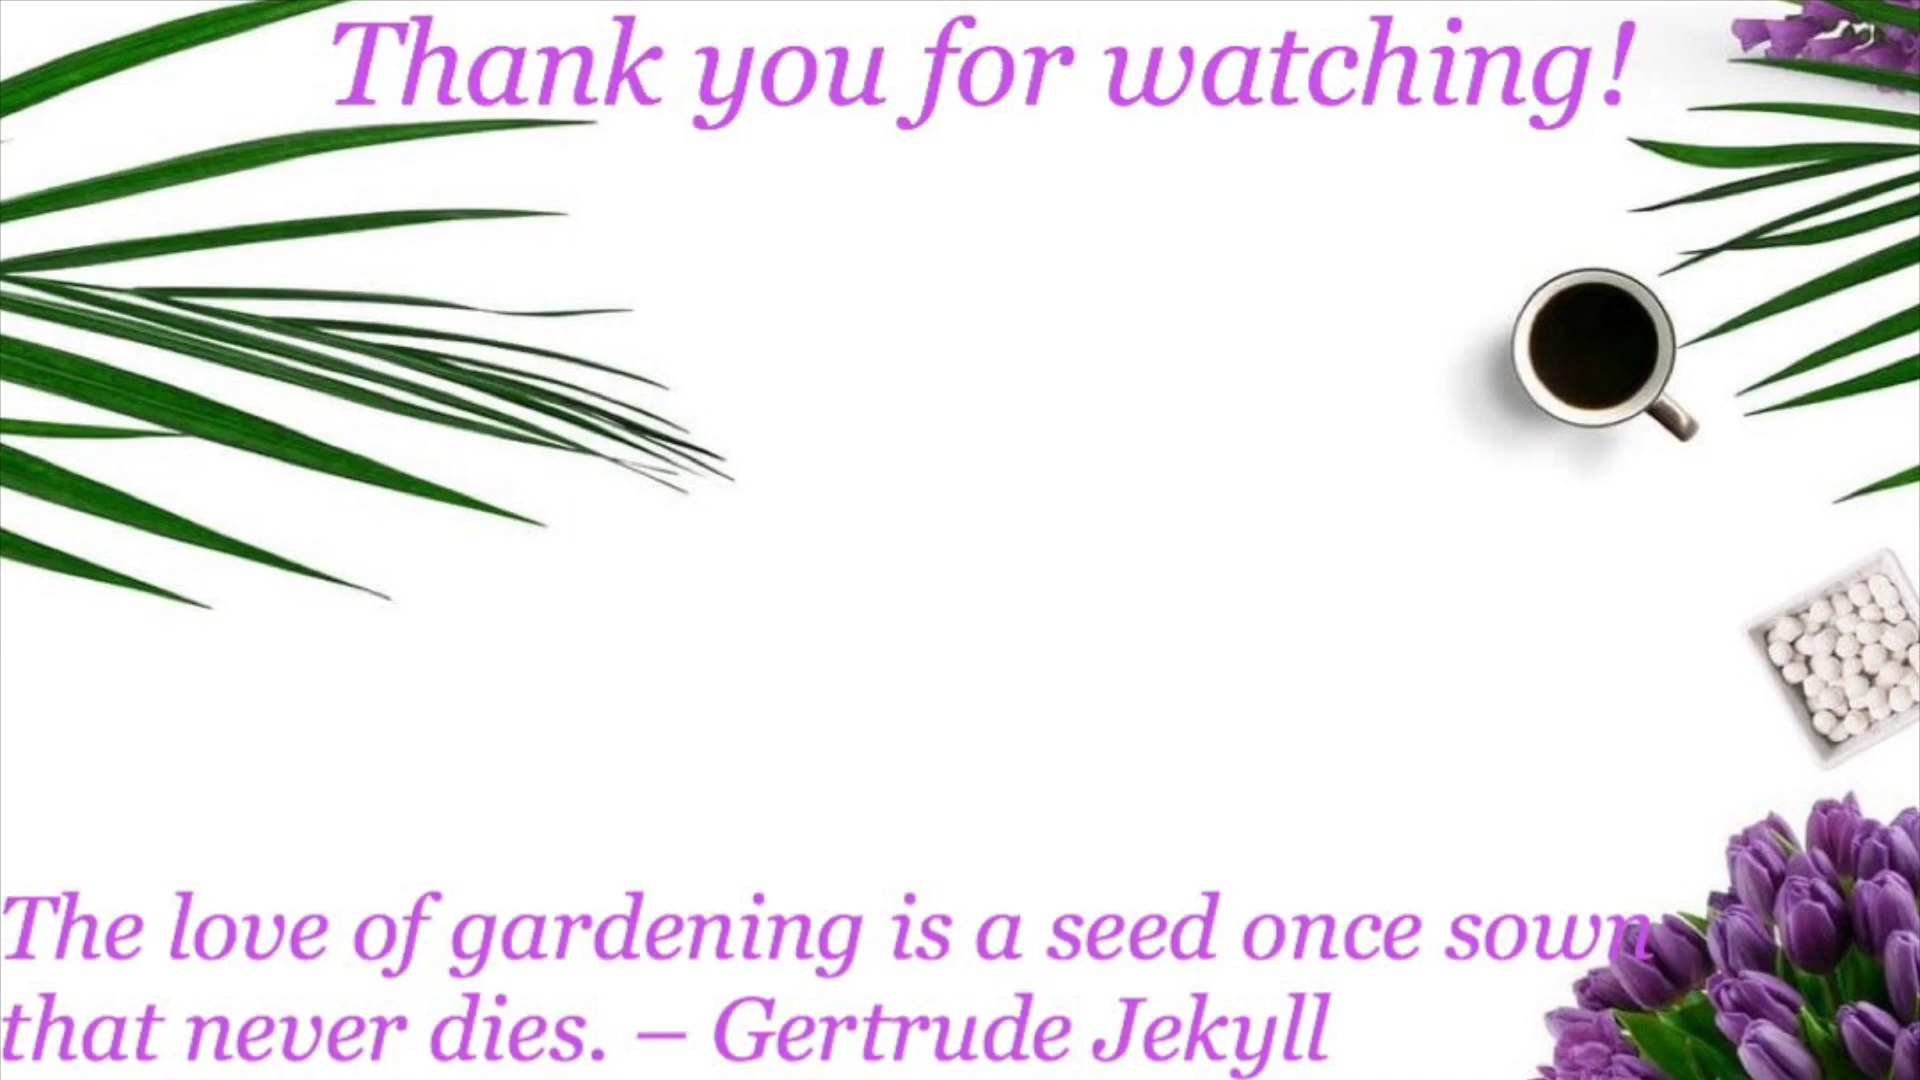 Thank you for watching!
The love of gardening is a seed once sown
that never dies. – Gertrude Jekyll